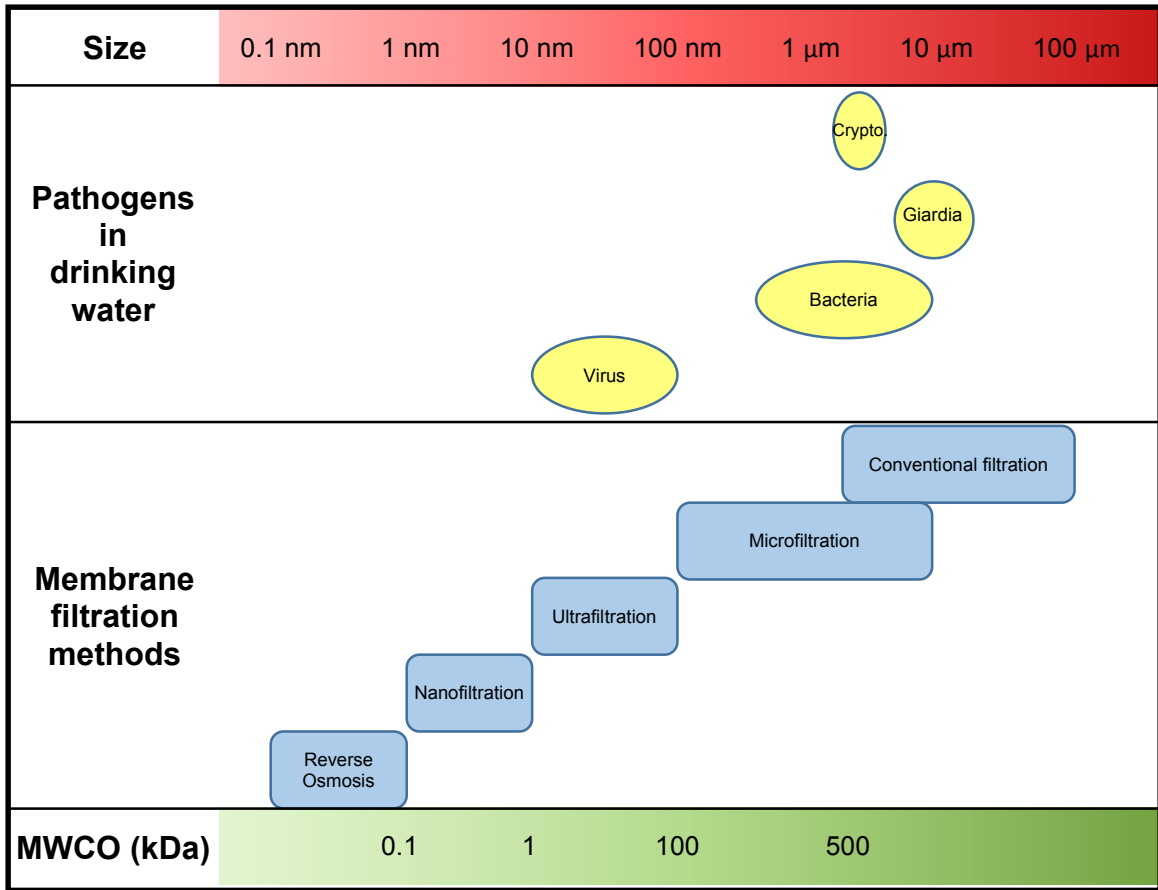 Size 0.1 nm 1 nm 10 nm 100 nm 1 μm 10 μm 100 μm
Pathogens
in
drinking
water
Crypto.
Giardia
Bacteria
Virus
Membrane
filtration
methods
Conventional filtration
Microfiltration
Ultrafiltration
Nanofiltration
Reverse
Osmosis
MWCO (kDa) 0.1 1 100 500